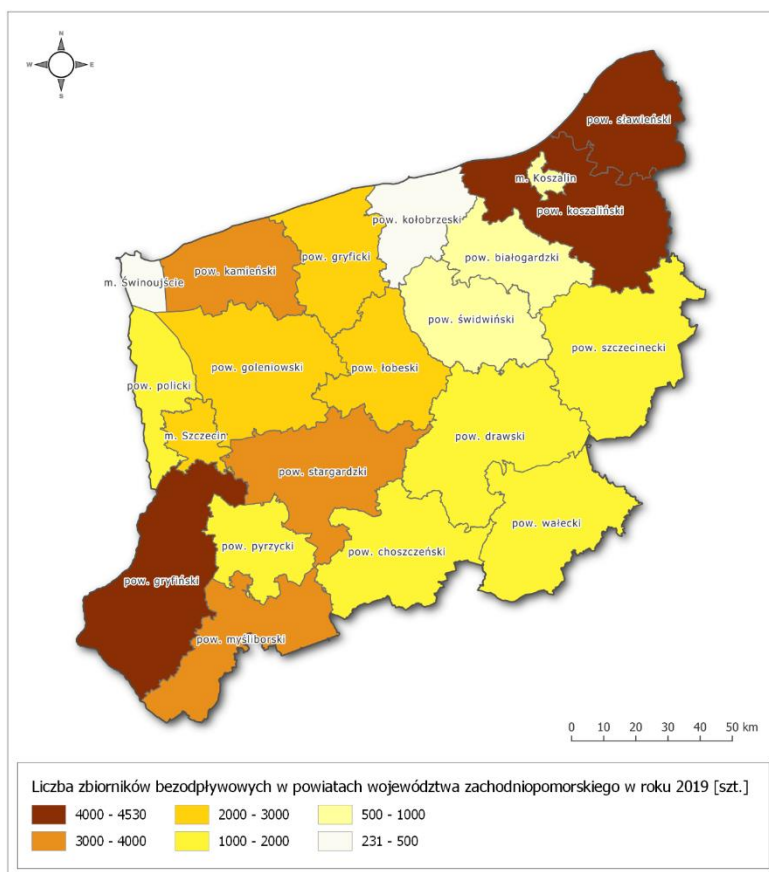 N
W E
S
pow. sławieński
m. Koszalin
pow. koszaliński
pow. kołobrzeski
pow. gryficki
pow. białogardzki
pow. kamieński
m. Świnoujście
pow. świdwiński
pow. szczecinecki
pow. goleniowski
pow. łobeski
pow. policki
m. Szczecin
pow. drawski
pow. stargardzki
pow. wałecki
pow. pyrzycki
pow. choszczeński
pow. gryfiński
pow. myśliborski
0 10 20 30 40 50 km
Liczba zbiorników bezodpływowych w powiatach województwa zachodniopomorskiego w roku 2019 [szt.]
4000 - 4530 2000 - 3000 500 - 1000
3000 - 4000 1000 - 2000 231 - 500